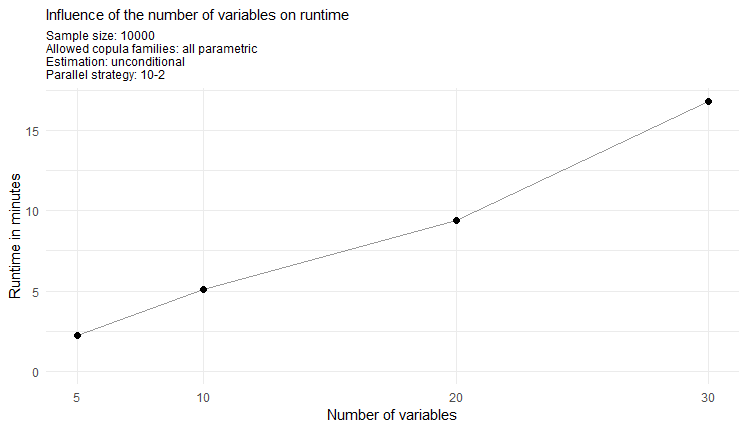 Influence of the number of variables on runtime
Sample size: 10000
Allowed copula families: all parametric
Estimation: unconditional
Parallel strategy: 10-2
Runtime in minutes
15
10
5
0
5 10 20 30
Number of variables